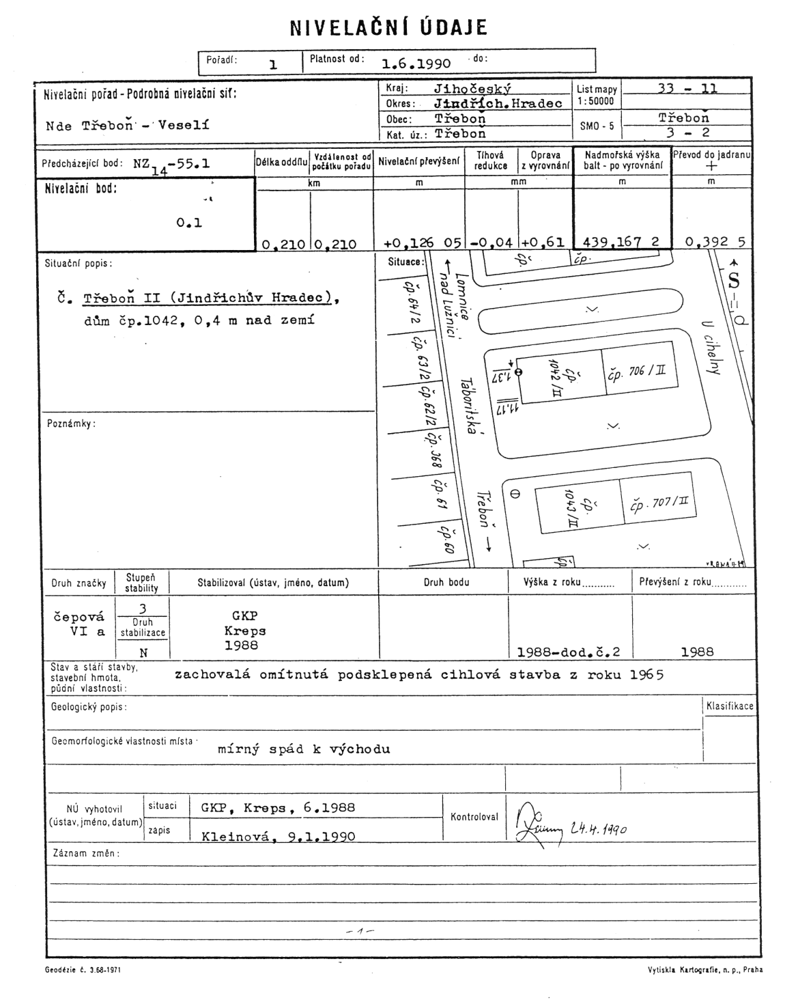 NIVELAČNÍ ÚDAJE
Pořadí: 1 Platnost od: 1.6.1990 do:
Nivelační pořad - Podrobná nivelační síť:
Nde Třeboň - Veselí
Kraj: Jihočeský
Okres: Jindřich.Hradec
Obec: Třeboň
Kat. úz.: Třeboň
List mapy 1:50000
33 - 11
SMO - 5
Třeboň
3 - 2
Předcházející bod: NZ14-55.1
Nivelační bod:
0.1
Délka oddílu
Vzdálenost od počátku pořadu
km
0,210 0,210
Nivelační převýšení
m
+0,126 05
Tíhová redukce
Oprava z vyrovnání
mm
-0,04 +0,61
Nadmořská výška balt - po vyrovnání
m
439,167 2
Převod do jadranu
+
m
0,392 5
Situační popis:
Č. Třeboň II (Jindřichův Hradec),
dům čp.1042, 0,4 m nad zemí
Poznámky:
Situace:
Lomnice
nad Lužnicí
čp.
čp.
S
U cihelny
čp. 64/2
čp. 63/2
čp. 62/2
čp. 368
čp. 61
čp. 60
Táboritská
Třeboň
1,37
11,17
čp.
1042/II
čp. 706/II
čp.
1043/II
čp. 707/II
čp.
Druh značky
Stupeň stability
Stabilizoval (ústav, jméno, datum)
Druh bodu
Výška z roku...........
Převýšení z roku............
čepová
VI a
3
Druh stabilizace
N
GKP
Kreps
1988
1988-dod.č.2
1988
Stav a stáří stavby,
stavební hmota,
půdní vlastnosti:
zachovalá omítnutá podsklepená cihlová stavba z roku 1965
Geologický popis:
Klasifikace
Geomorfologické vlastnosti místa
mírný spád k východu
NÚ vyhotovil
(ústav, jméno, datum)
situaci
GKP, Kreps, 6.1988
zápis
Kleinová, 9.1.1990
Kontroloval
24.4.1990
Záznam změn:
- 1 -
Geodézie č. 3.68-1971
Vytiskla Kartografie, n. p., Praha